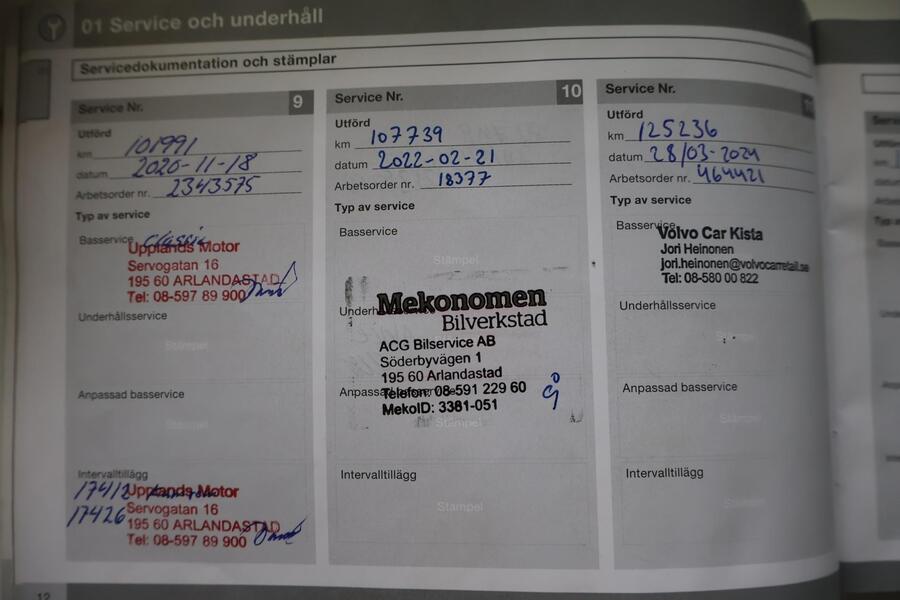 01 Service och underhåll
Servicedokumentation och stämplar
Service Nr. 9
Utförd
km 101991
datum 2020-11-18
Arbetsorder nr. 2343575
Typ av service
Basservice Classic
Upplands Motor
Servogatan 16
195 60 ARLANDASTAD
Tel: 08-597 89 900
Underhållsservice
Stämpel
Anpassad basservice
Stämpel
Intervalltillägg
17412 Upplands Motor
17426 Servogatan 16
195 60 ARLANDASTAD
Tel: 08-597 89 900
12
Service Nr. 10
Utförd
km 107739
datum 2022-02-21
Arbetsorder nr. 18377
Typ av service
Basservice
Stämpel
Mekonomen
Bilverkstad
ACG Bilservice AB
Söderbyvägen 1
195 60 Arlandastad
Telefon: 08-591 229 60
MekoID: 3381-051
Stämpel
Intervalltillägg
Stämpel
Service Nr.
Utförd
km 125236
datum 28/03-2024
Arbetsorder nr. 464421
Typ av service
Basservice
Volvo Car Kista
Jori Heinonen
jori.heinonen@volvocarretail.se
Tel: 08-580 00 822
Underhållsservice
Anpassad basservice
Stämpel
Intervalltillägg
Stämpel